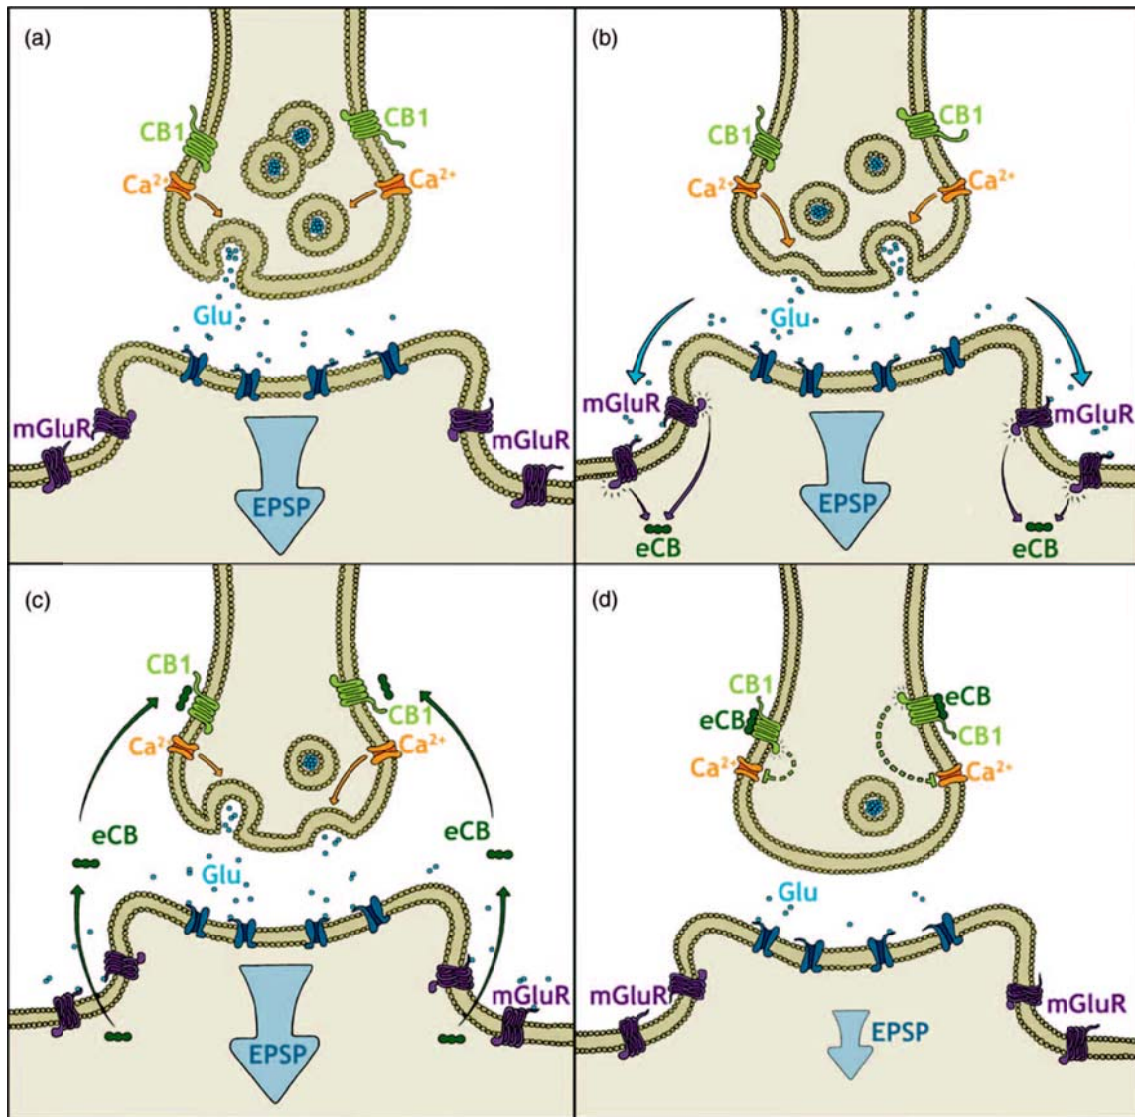 (a)
CB1
CB1
Ca²⁺
Ca²⁺
Glu
mGluR
mGluR
EPSP
(b)
CB1
CB1
Ca²⁺
Ca²⁺
Glu
mGluR
mGluR
EPSP
eCB
eCB
(c)
CB1
CB1
Ca²
Ca²⁺
eCB
eCB
Glu
mGluR
EPSP
(d)
CB1
eCB
eCB
CB1
Ca²⁺
Ca²⁺
Glu
mGluR
mGluR
EPSP